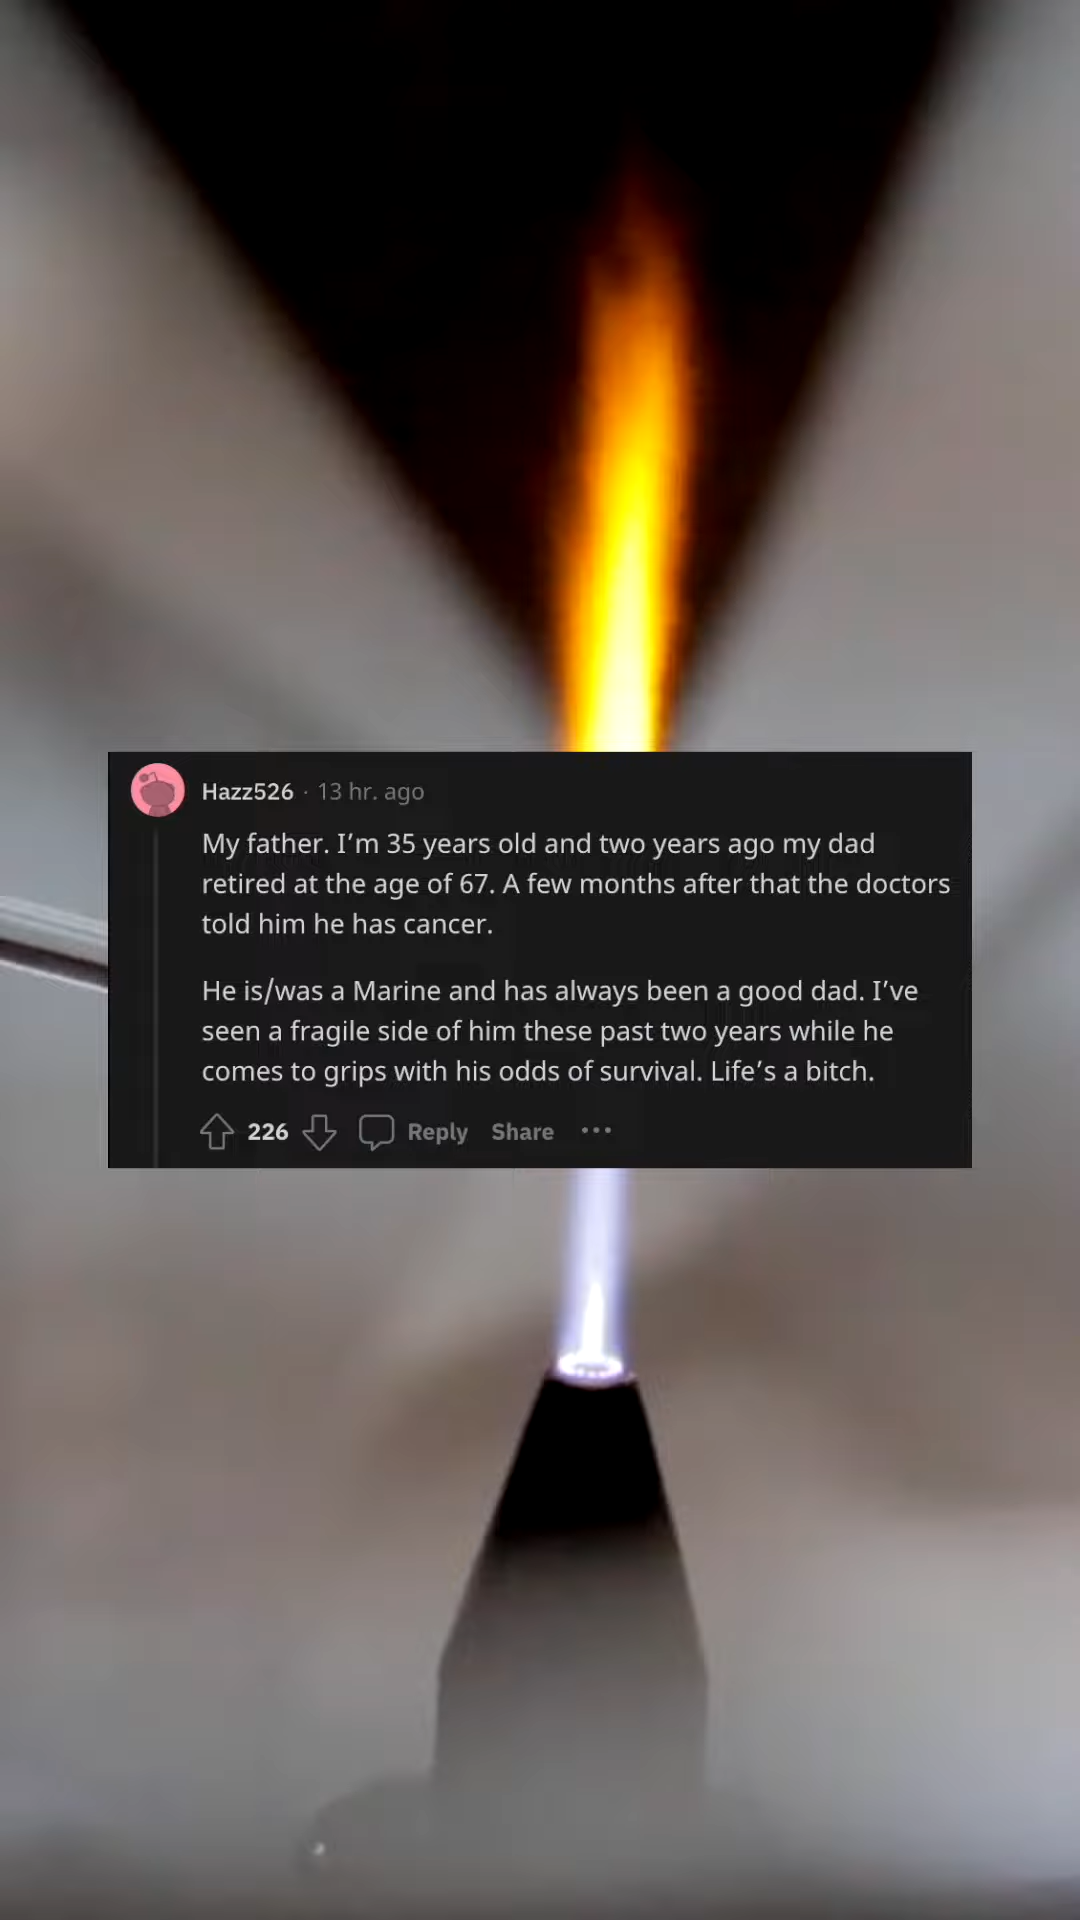 Hazz526 · 13 hr. ago
My father. I’m 35 years old and two years ago my dad
retired at the age of 67. A few months after that the doctors
told him he has cancer.
He is/was a Marine and has always been a good dad. I’ve
seen a fragile side of him these past two years while he
comes to grips with his odds of survival. Life’s a bitch.
226 Reply Share ···